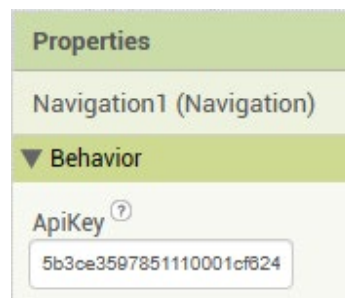 Properties
Navigation1 (Navigation)
Behavior
ApiKey ?
5b3ce3597851110001cf624